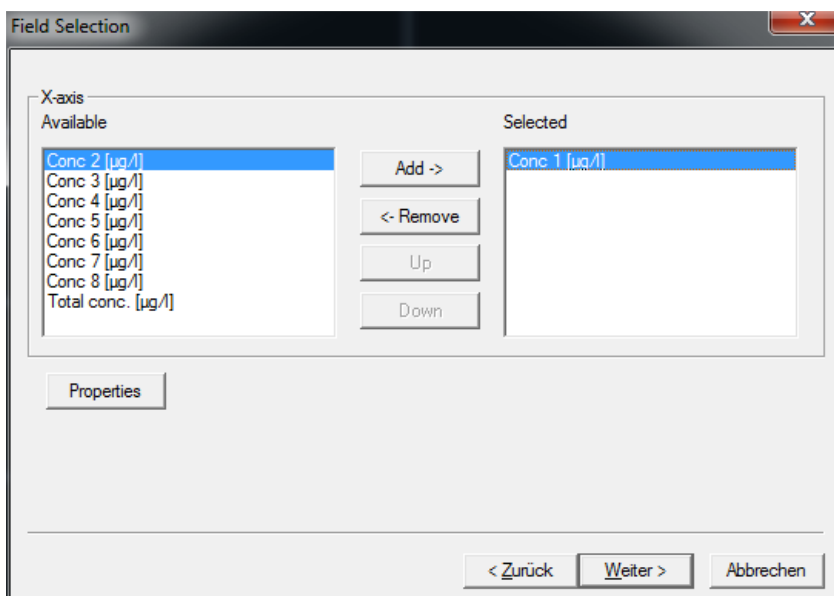 Field Selection
X-axis
Available
Selected
Conc 2 [µg/l]
Conc 3 [µg/l]
Conc 4 [µg/l]
Conc 5 [µg/l]
Conc 6 [µg/l]
Conc 7 [µg/l]
Conc 8 [µg/l]
Total conc. [µg/l]
Add ->
<- Remove
Up
Down
Conc 1 [µg/l]
Properties
< Zurück
Weiter >
Abbrechen